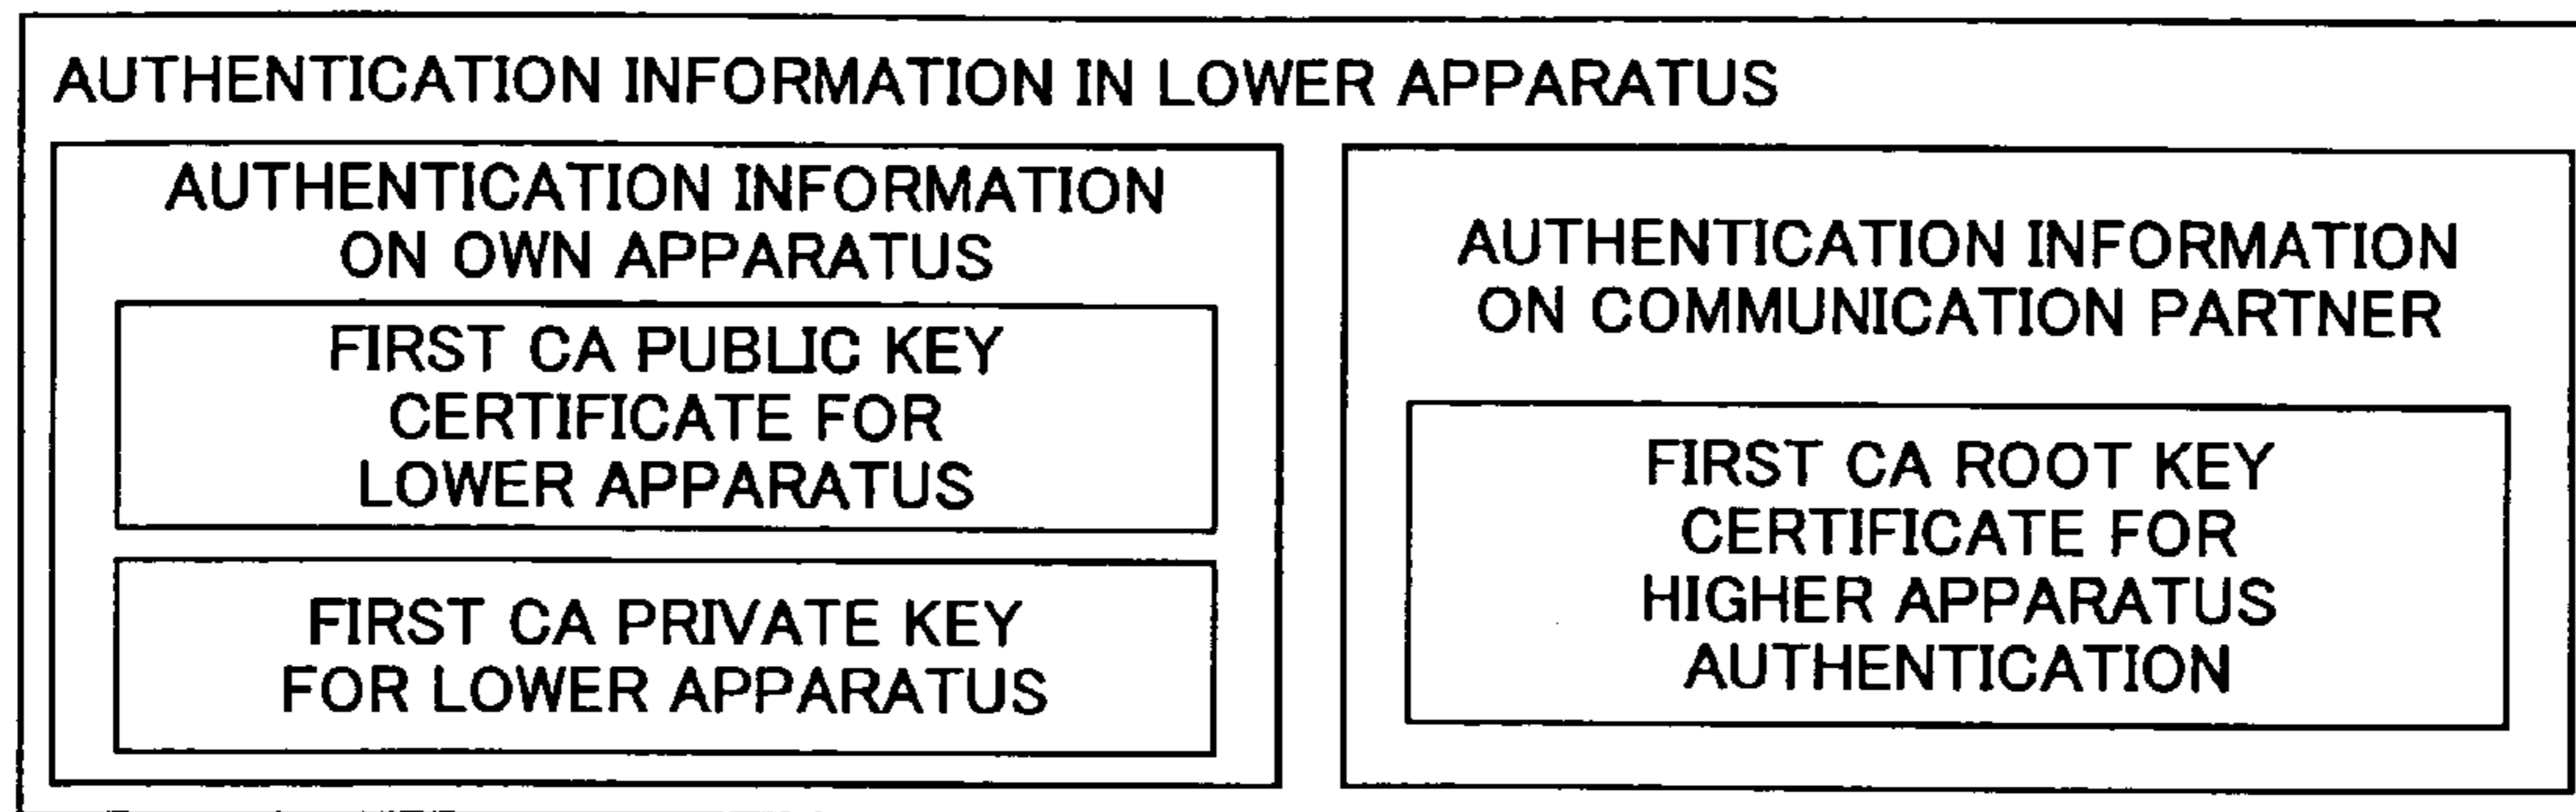 AUTHENTICATION INFORMATION IN LOWER APPARATUS
AUTHENTICATION INFORMATION
ON OWN APPARATUS
FIRST CA PUBLIC KEY
CERTIFICATE FOR
LOWER APPARATUS
FIRST CA PRIVATE KEY
FOR LOWER APPARATUS
AUTHENTICATION INFORMATION
ON COMMUNICATION PARTNER
FIRST CA ROOT KEY
CERTIFICATE FOR
HIGHER APPARATUS
AUTHENTICATION